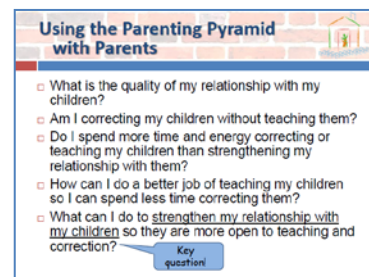 Using the Parenting Pyramid
with Parents
What is the quality of my relationship with my
children?
Am I correcting my children without teaching them?
Do I spend more time and energy correcting or
teaching my children than strengthening my
relationship with them?
How can I do a better job of teaching my children
so I can spend less time correcting them?
What can I do to strengthen my relationship with
my children so they are more open to teaching and
correction?
Key
question!